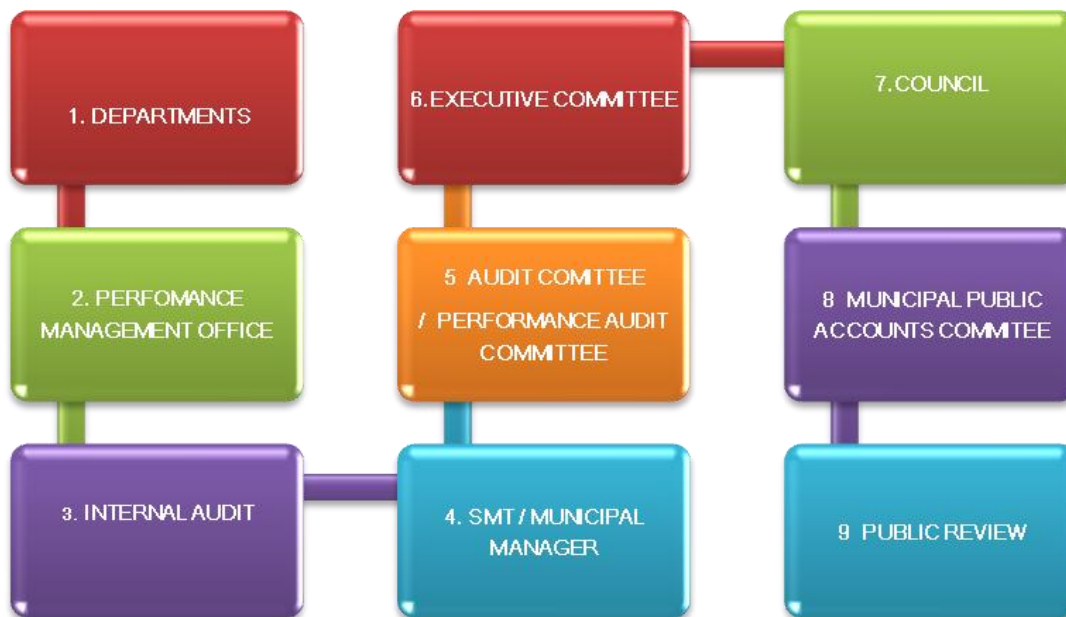 1. DEPARTMENTS
2. PERFOMANCE
MANAGEMENT OFFICE
3. INTERNAL AUDIT
4. SMT / MUNICIPAL
MANAGER
5 AUDIT COMITTEE
/ PERFORMANCE AUDIT
COMMITTEE
6.EXECUTIVE COMMITTEE
7.COUNCIL
8 MUNICIPAL PUBLIC
ACCOUNTS COMMITEE
9 PUBLIC REVIEW